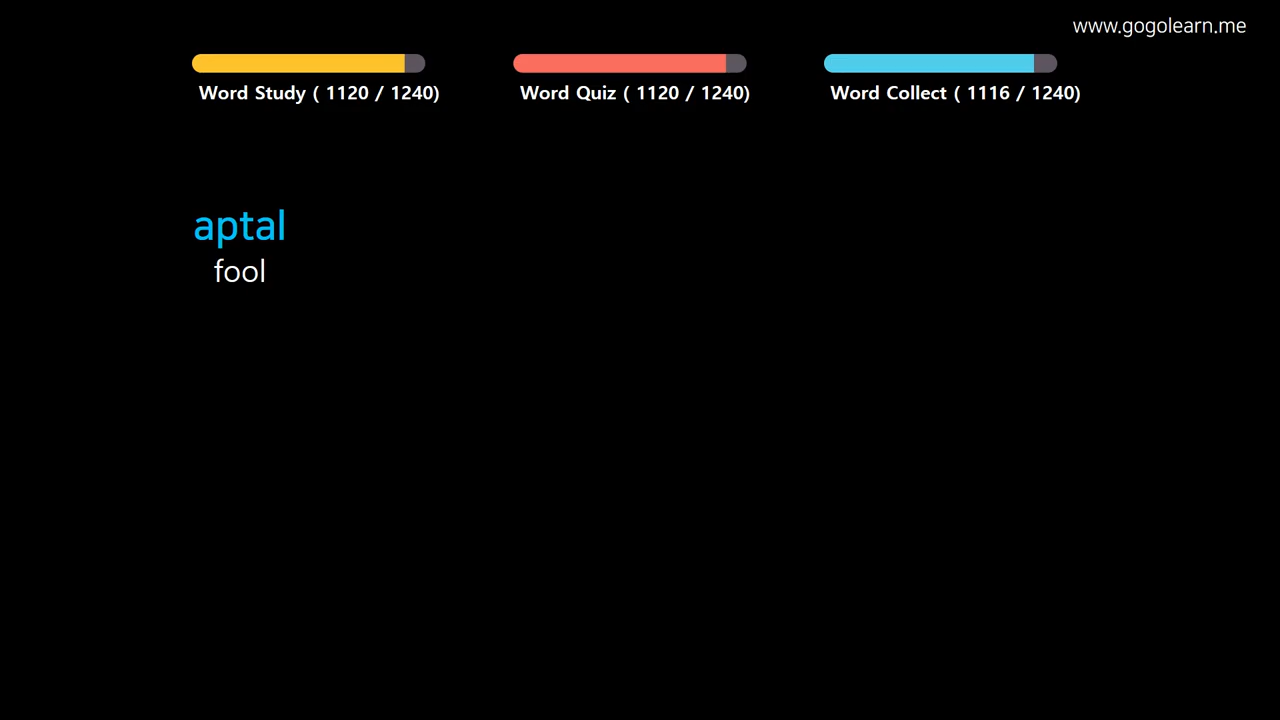 www.gogolearn.me
Word Study ( 1120 / 1240)
Word Quiz ( 1120 / 1240)
Word Collect ( 1116 / 1240)
aptal
fool